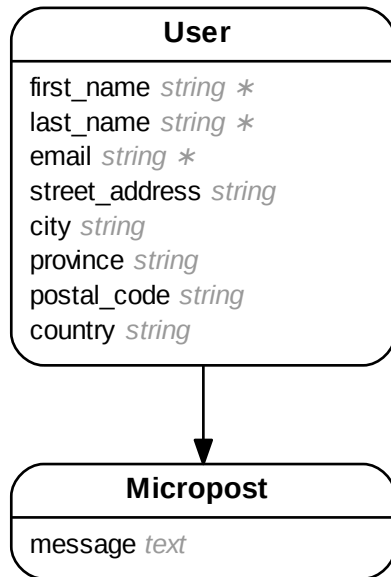 User
first_name string ∗
last_name string ∗
email string ∗
street_address string
city string
province string
postal_code string
country string
Micropost
message text